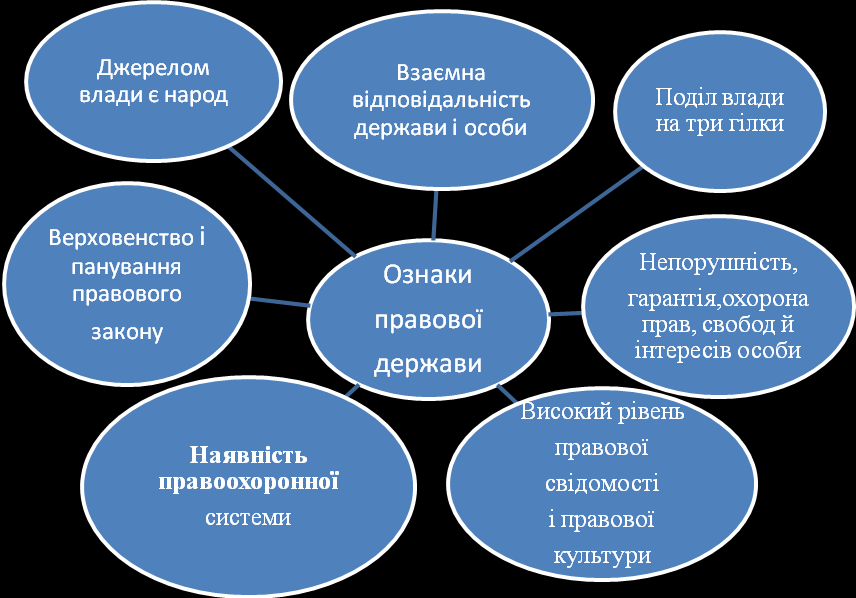 Джерелом
влади є народ
Взаємна
відповідальність
держави і особи
Поділ влади
на три гілки
Верховенство і
панування
правового
закону
Ознаки
правової
держави
Непорушність,
гарантія,охорона
прав, свобод й
інтересів особи
Наявність
правоохоронної
системи
Високий рівень
правової
свідомості
і правової
культури